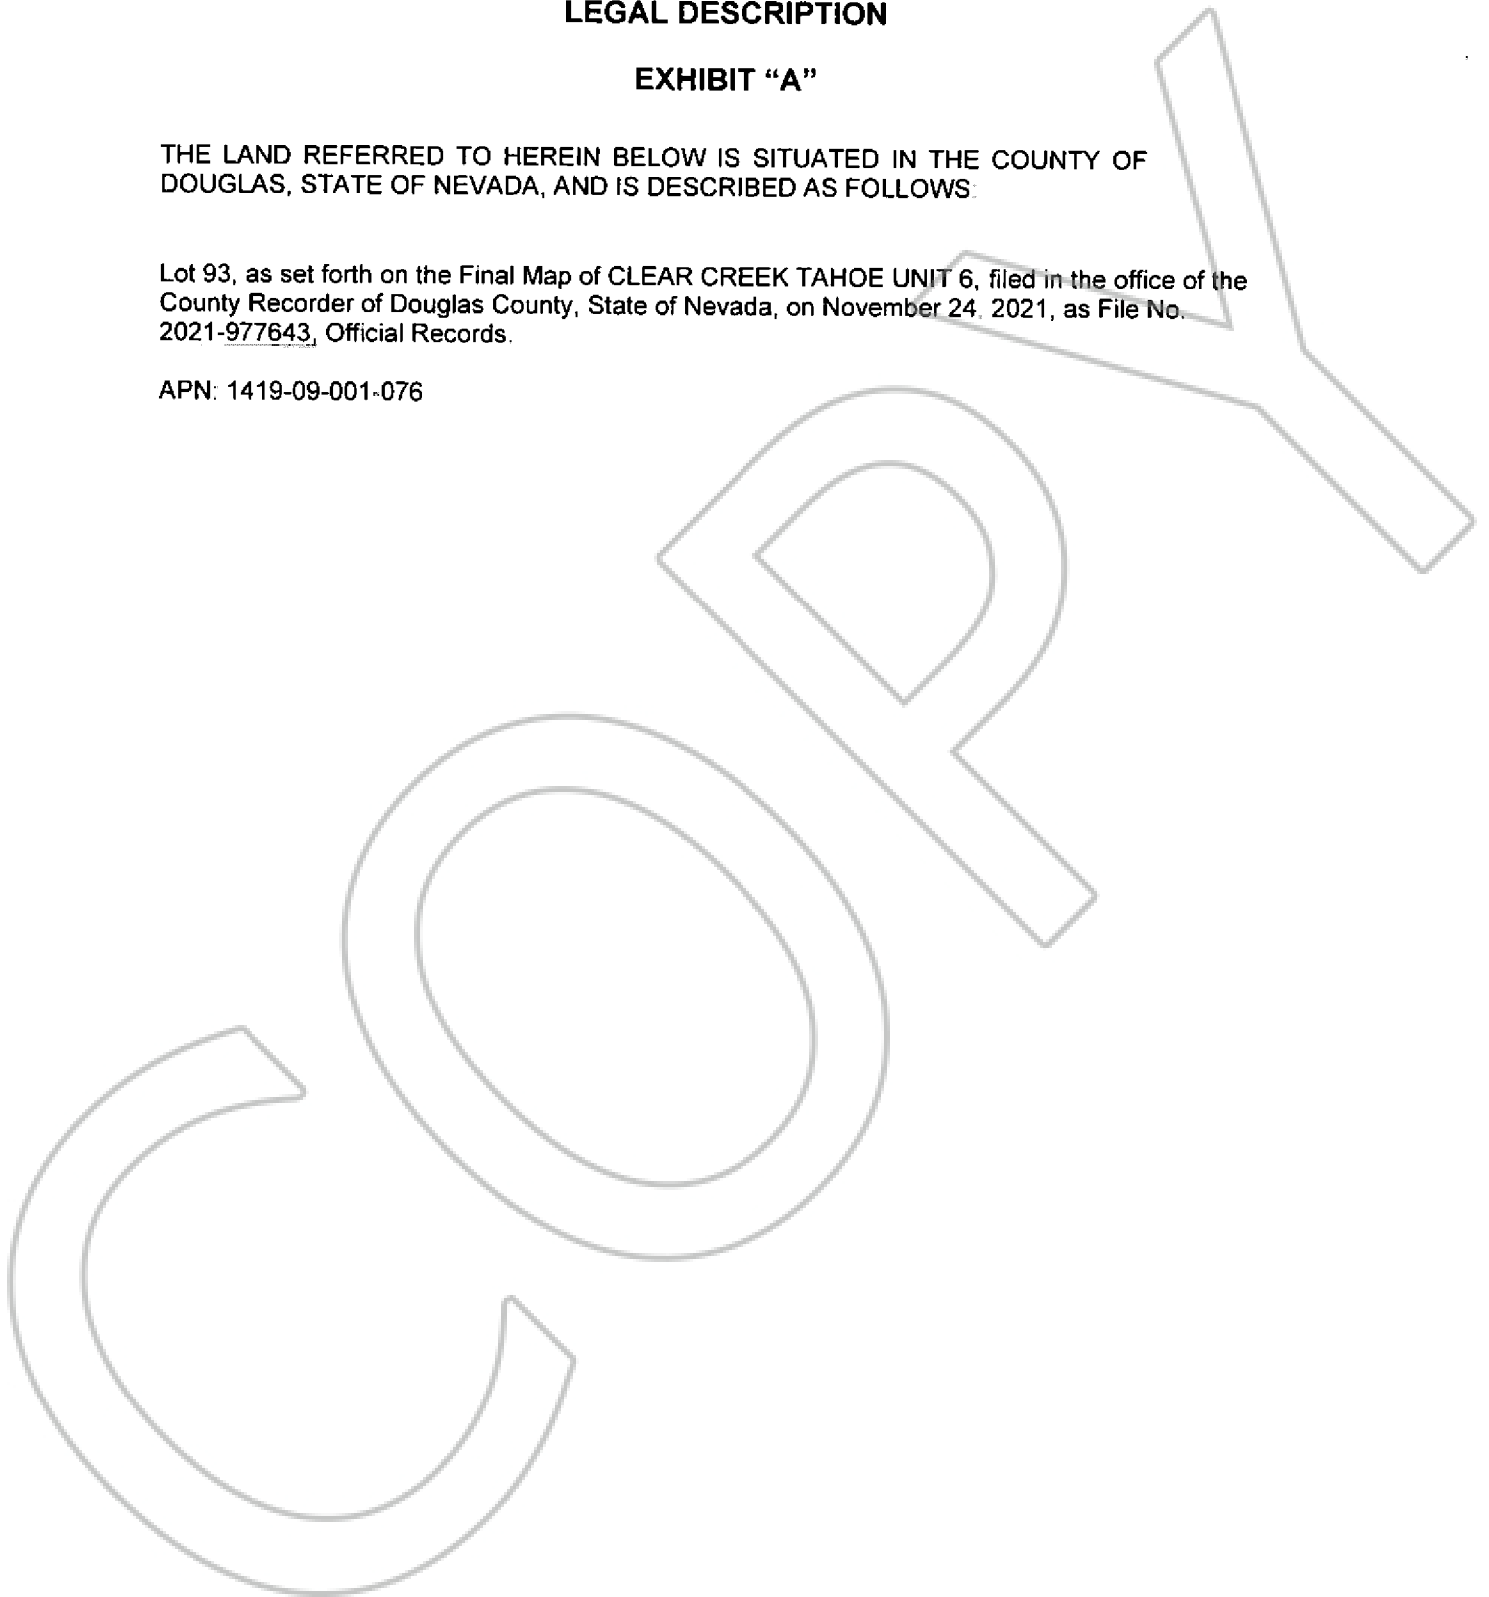 LEGAL DESCRIPTION
EXHIBIT “A”
THE LAND REFERRED TO HEREIN BELOW IS SITUATED IN THE COUNTY OF
DOUGLAS, STATE OF NEVADA, AND IS DESCRIBED AS FOLLOWS:
Lot 93, as set forth on the Final Map of CLEAR CREEK TAHOE UNIT 6, filed in the office of the
County Recorder of Douglas County, State of Nevada, on November 24, 2021, as File No.
2021-977643, Official Records.
APN: 1419-09-001-076
COPY